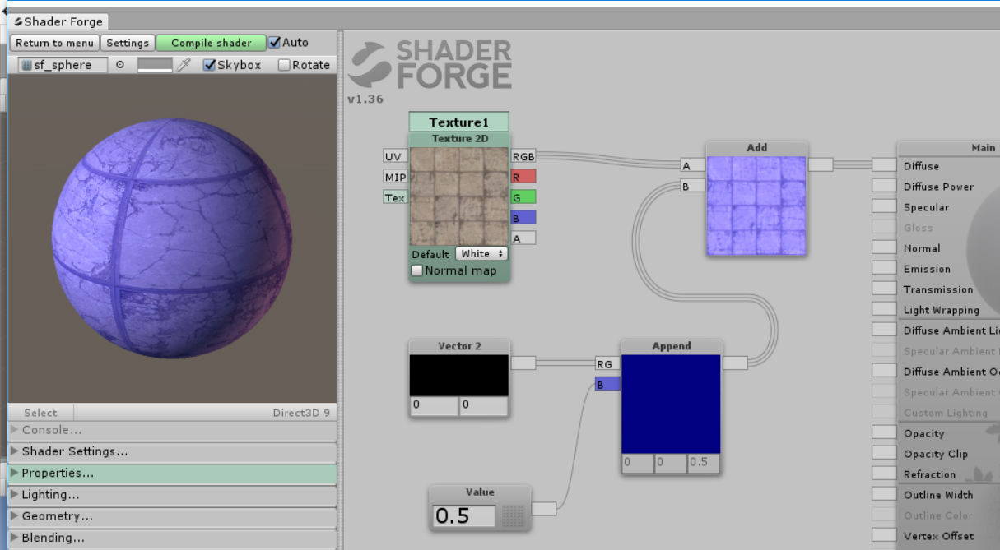 Shader Forge
Return to menu Settings Compile shader Auto
sf_sphere Skybox Rotate
SHADER
FORGE
v1.36
Texture1
Texture 2D
UV RGB
MIP R
Tex G
B
A
Default White
Normal map
Add
A
B
Vector 2
0 0
Append
RG
B
0 0 0.5
Value
0.5
Main
Diffuse
Diffuse Power
Specular
Gloss
Normal
Emission
Transmission
Light Wrapping
Diffuse Ambient Li
Specular Ambient
Diffuse Ambient Oc
Specular Ambient
Custom Lighting
Opacity
Opacity Clip
Refraction
Outline Width
Outline Color
Vertex Offset
Select Direct3D 9
Console...
Shader Settings...
Properties...
Lighting...
Geometry...
Blending...